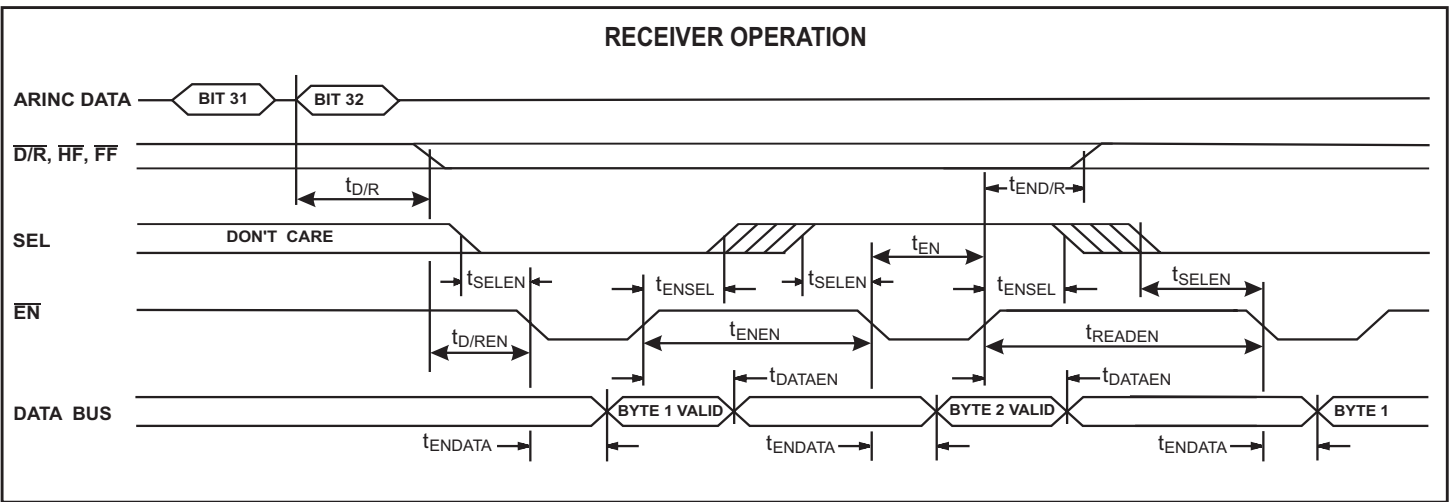 RECEIVER OPERATION
ARINC DATA BIT 31 BIT 32
D/R, HF, FF
tD/R tEND/R
SEL DON'T CARE
tEN
tSELEN tENSEL tSELEN tENSEL tSELEN
EN
tD/REN tENEN tREADEN
tDATAEN tDATAEN
DATA BUS BYTE 1 VALID BYTE 2 VALID BYTE 1
tENDATA tENDATA tENDATA